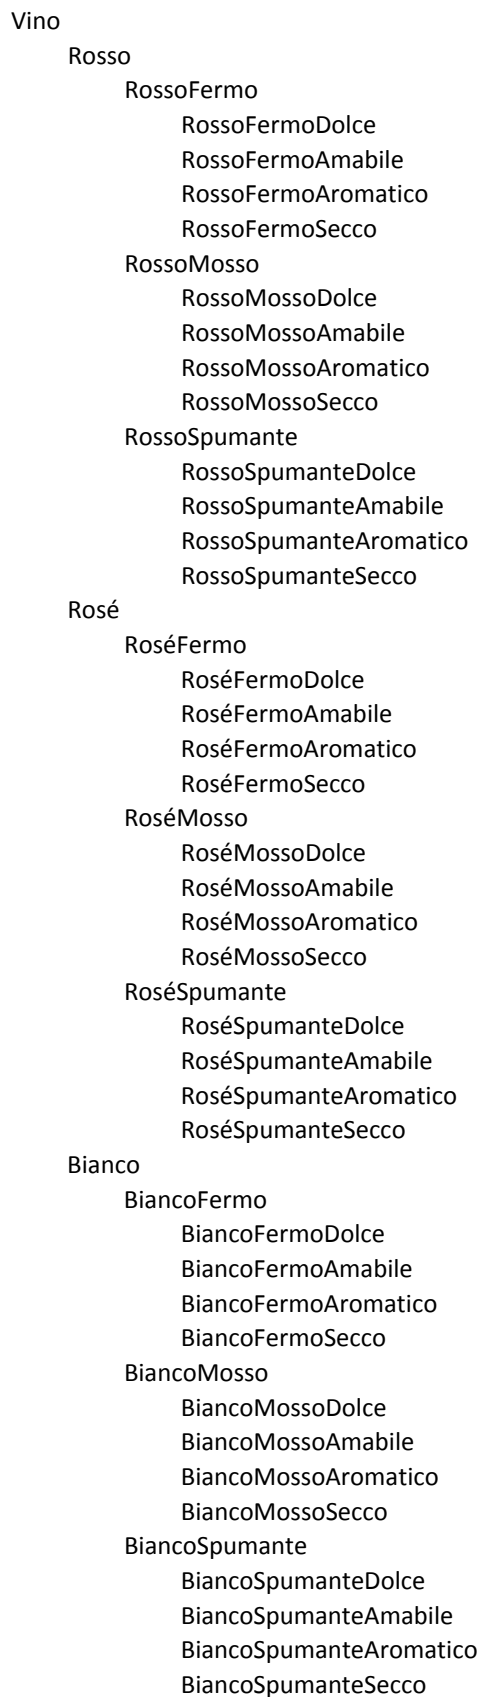 Vino
Rosso
RossoFermo
RossoFermoDolce
RossoFermoAmabile
RossoFermoAromatico
RossoFermoSecco
RossoMosso
RossoMossoDolce
RossoMossoAmabile
RossoMossoAromatico
RossoMossoSecco
RossoSpumante
RossoSpumanteDolce
RossoSpumanteAmabile
RossoSpumanteAromatico
RossoSpumanteSecco
Rosé
RoséFermo
RoséFermoDolce
RoséFermoAmabile
RoséFermoAromatico
RoséFermoSecco
RoséMosso
RoséMossoDolce
RoséMossoAmabile
RoséMossoAromatico
RoséMossoSecco
RoséSpumante
RoséSpumanteDolce
RoséSpumanteAmabile
RoséSpumanteAromatico
RoséSpumanteSecco
Bianco
BiancoFermo
BiancoFermoDolce
BiancoFermoAmabile
BiancoFermoAromatico
BiancoFermoSecco
BiancoMosso
BiancoMossoDolce
BiancoMossoAmabile
BiancoMossoAromatico
BiancoMossoSecco
BiancoSpumante
BiancoSpumanteDolce
BiancoSpumanteAmabile
BiancoSpumanteAromatico
BiancoSpumanteSecco